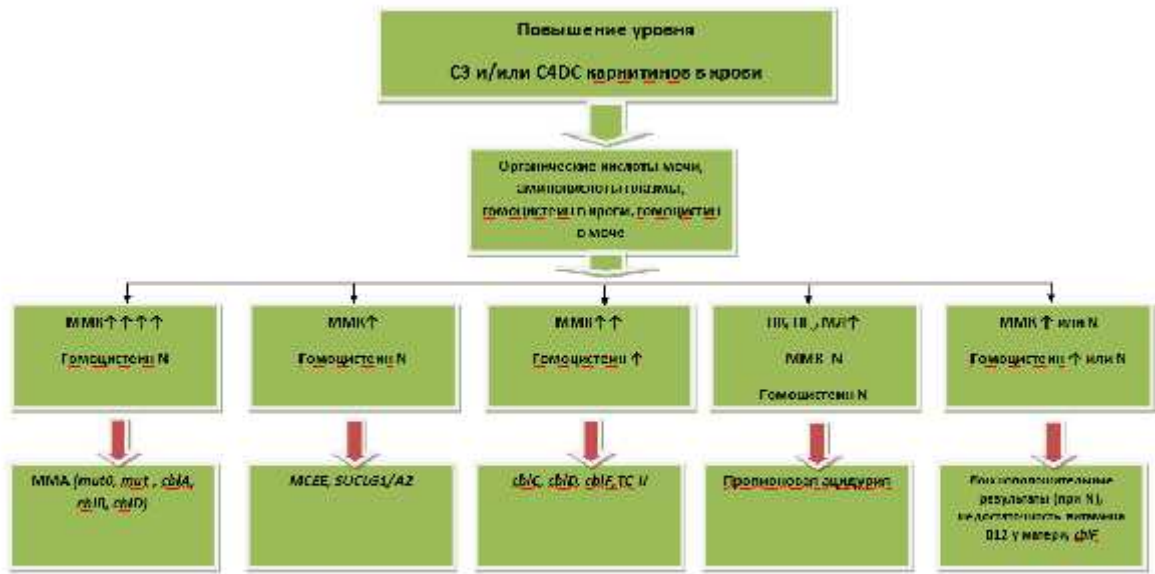 Повышение уровня
С3 и/или C4DC карнитинов в крови
Органические кислоты мочи,
аминокислоты плазмы,
гомоцистеин в крови, гомоцистин
в моче
ММК↑↑↑↑
Гомоцистеин N
ММК↑
Гомоцистеин N
ММК↑↑
Гомоцистеин ↑
↑
ММК N
Гомоцистеин N
ММК ↑ или N
Гомоцистеин ↑ или N
ММА (mut0, mut , cblA,
cblB, cblD)
MCEE, SUCLG1/A2
cblC, cblD, cblF, TC II
Пропионовая ацидурия
Ложноположительные
результаты (при N),
недостаточность витамина
В12 у матери, cblF